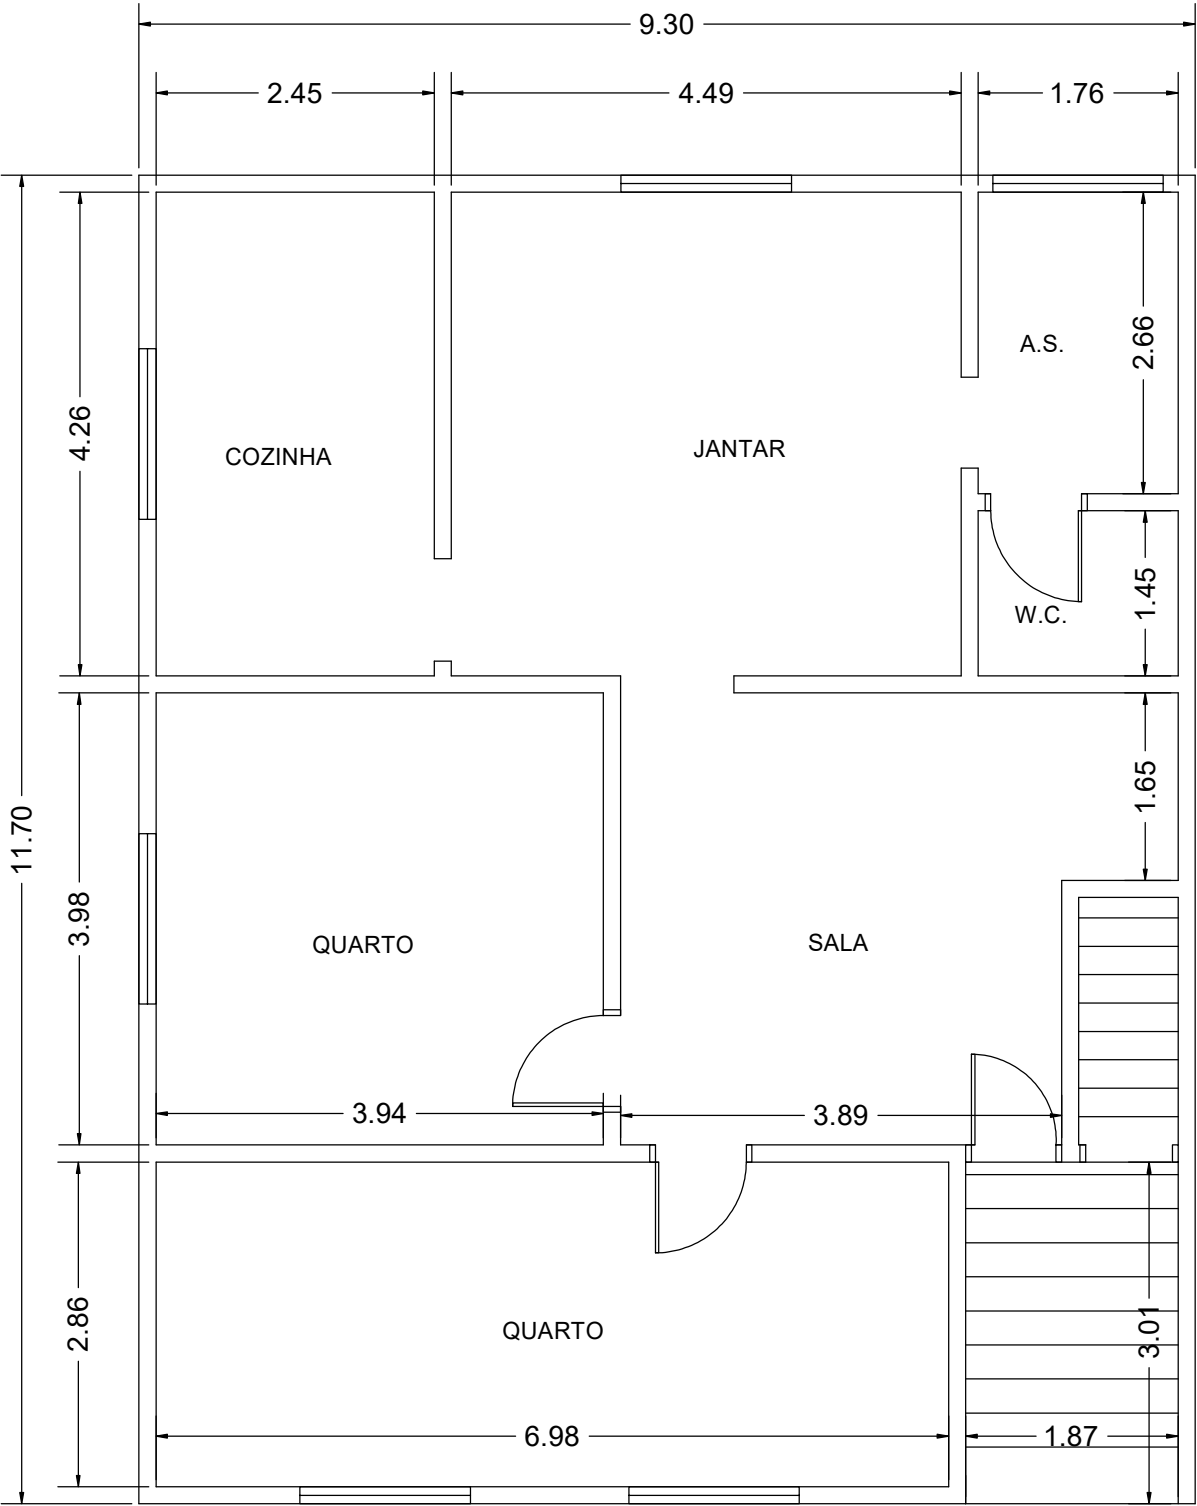 9.30
2.45
4.49
1.76
2.66
A.S.
4.26
COZINHA
JANTAR
1.45
W.C.
1.65
11.70
3.98
QUARTO
SALA
3.94
3.89
2.86
QUARTO
3.01
6.98
1.87